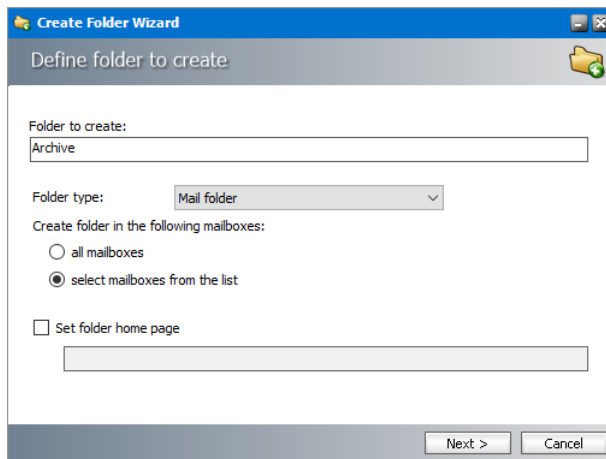 Create Folder Wizard
Define folder to create
Folder to create:
Archive
Folder type: Mail folder
Create folder in the following mailboxes:
all mailboxes
select mailboxes from the list
Set folder home page
Next > Cancel